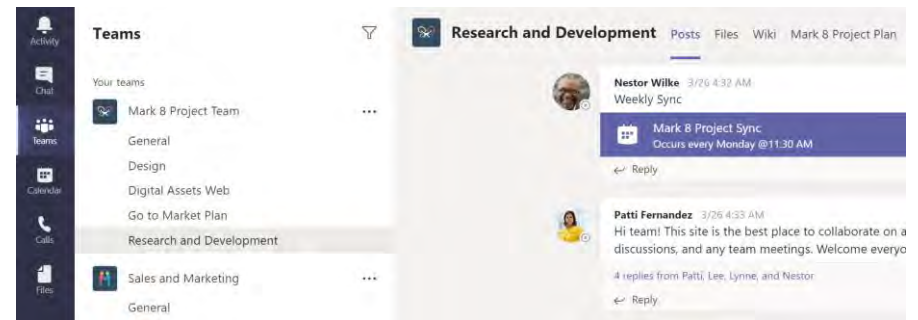 Activity
Chat
Teams
Calendar
Calls
Files
Teams
Your teams
Mark 8 Project Team
General
Design
Digital Assets Web
Go to Market Plan
Research and Development
Sales and Marketing
General
Research and Development Posts Files Wiki Mark 8 Project Plan
Nestor Wilke 3/26 4:32 AM
Weekly Sync
Mark 8 Project Sync
Occurs every Monday @11:30 AM
Reply
Patti Fernandez 3/26 4:33 AM
Hi team! This site is the best place to collaborate on a
discussions, and any team meetings. Welcome everyo
4 replies from Patti, Lee, Lynne, and Nestor
Reply